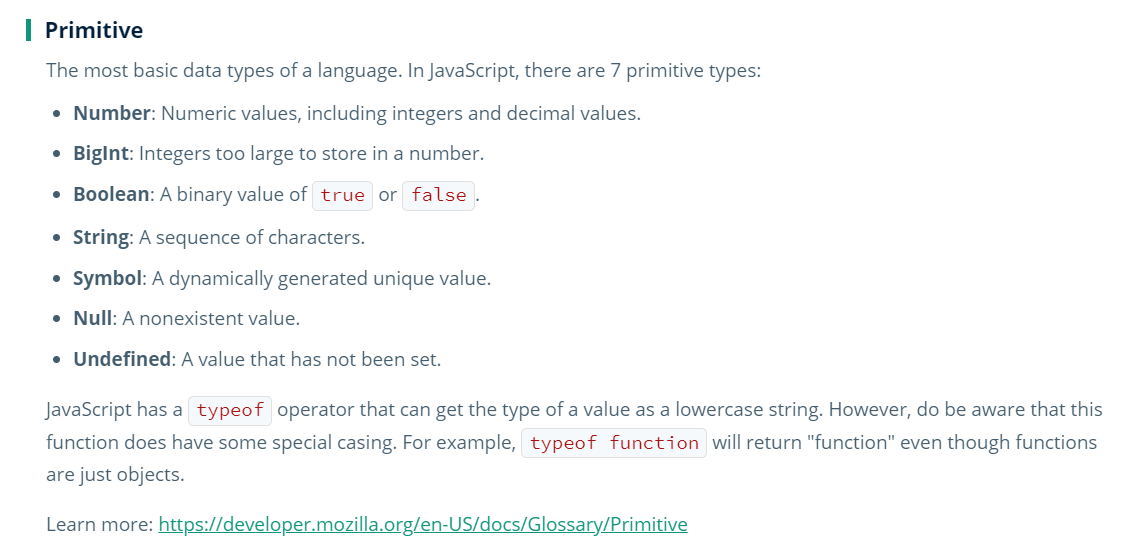 Primitive
The most basic data types of a language. In JavaScript, there are 7 primitive types:
• Number: Numeric values, including integers and decimal values.
• BigInt: Integers too large to store in a number.
• Boolean: A binary value of true or false.
• String: A sequence of characters.
• Symbol: A dynamically generated unique value.
• Null: A nonexistent value.
• Undefined: A value that has not been set.
JavaScript has a typeof operator that can get the type of a value as a lowercase string. However, do be aware that this
function does have some special casing. For example, typeof function will return "function" even though functions
are just objects.
Learn more: https://developer.mozilla.org/en-US/docs/Glossary/Primitive